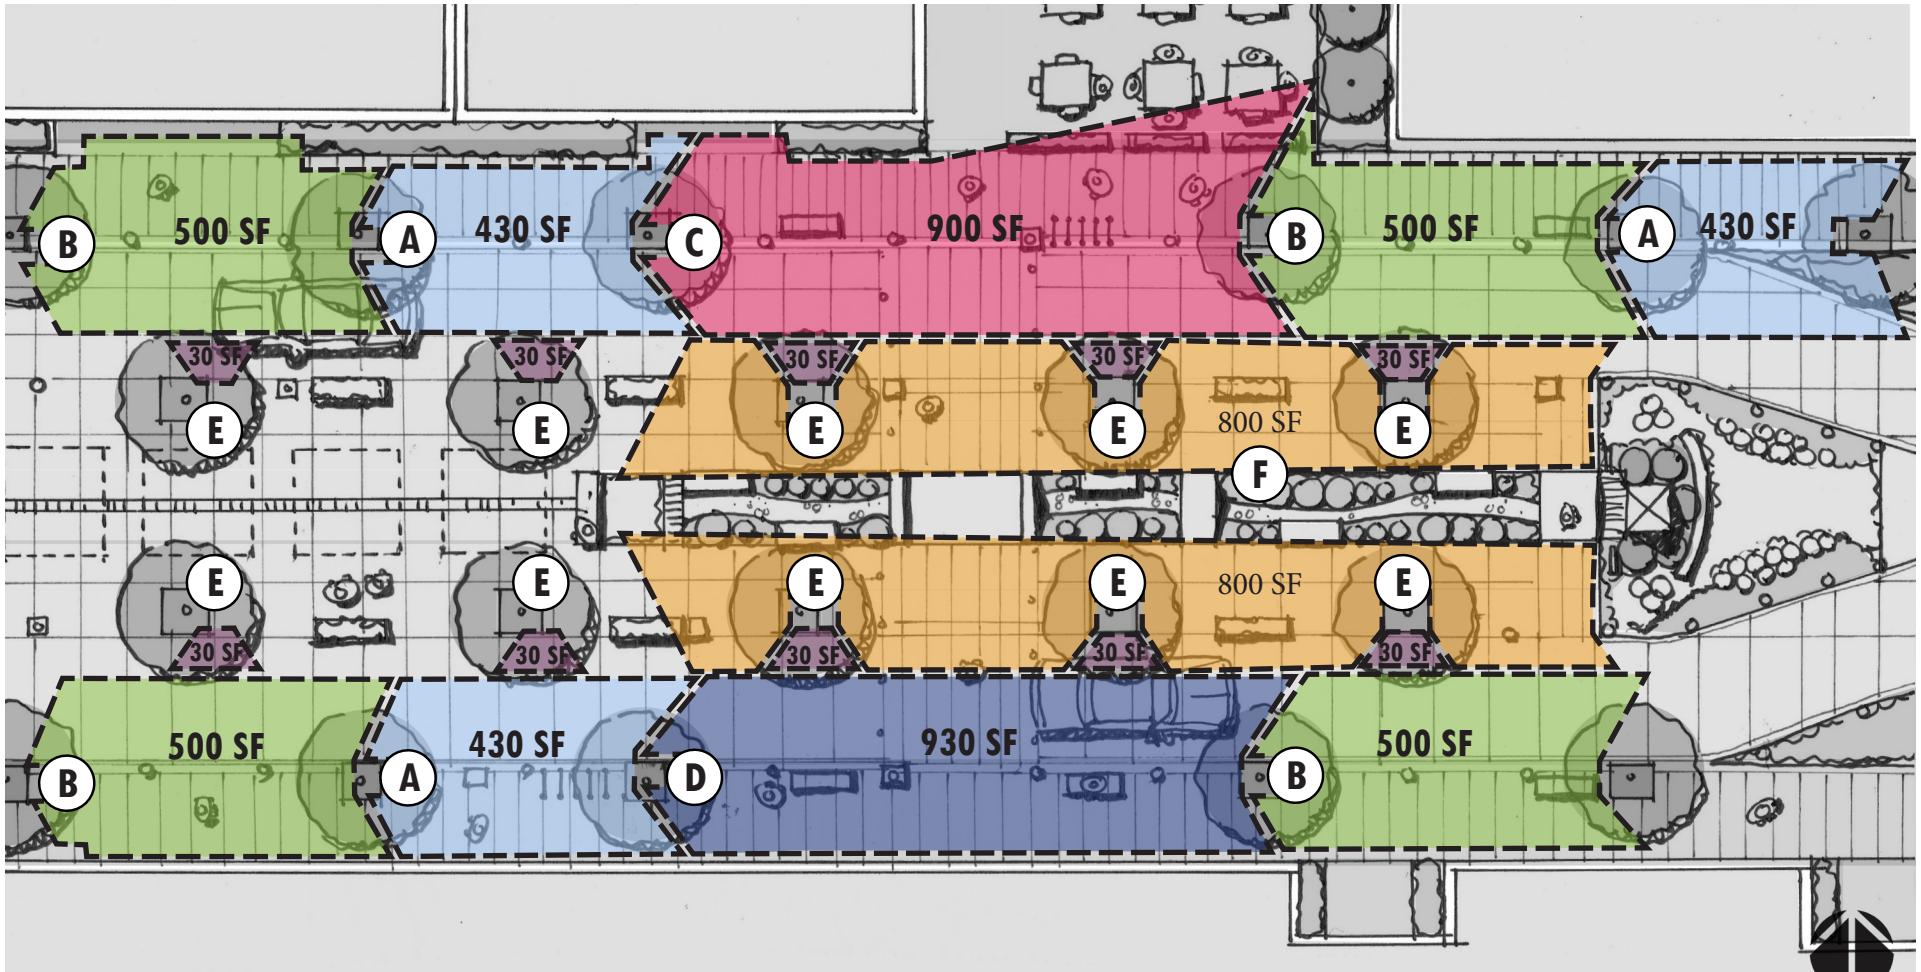 B 500 SF A 430 SF C 900 SF B 500 SF A 430 SF
30 SF 30 SF 30 SF 30 SF 30 SF
E E E E 800 SF E
F
E E E E 800 SF E
30 SF 30 SF 30 SF 30 SF 30 SF
B 500 SF A 430 SF D 930 SF B 500 SF